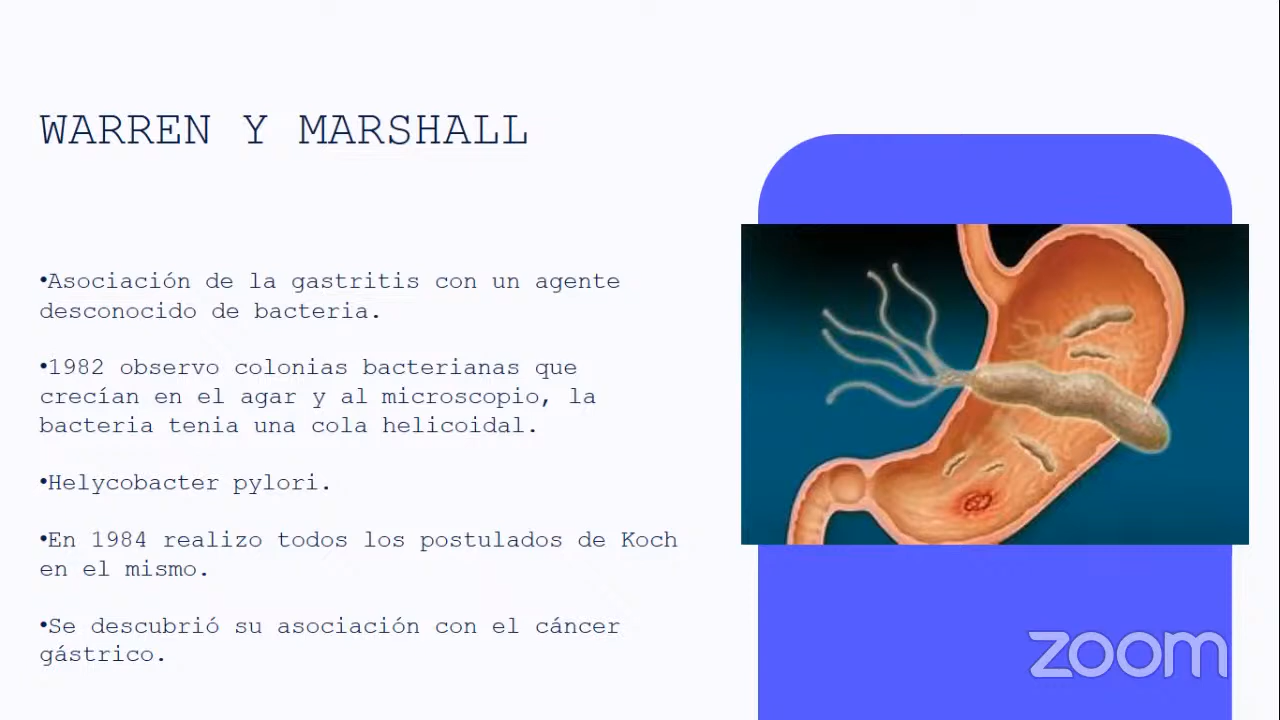 WARREN Y MARSHALL
•Asociación de la gastritis con un agente
desconocido de bacteria.
•1982 observo colonias bacterianas que
crecían en el agar y al microscopio, la
bacteria tenia una cola helicoidal.
•Helycobacter pylori.
•En 1984 realizo todos los postulados de Koch
en el mismo.
•Se descubrió su asociación con el cáncer
gástrico.
zoom